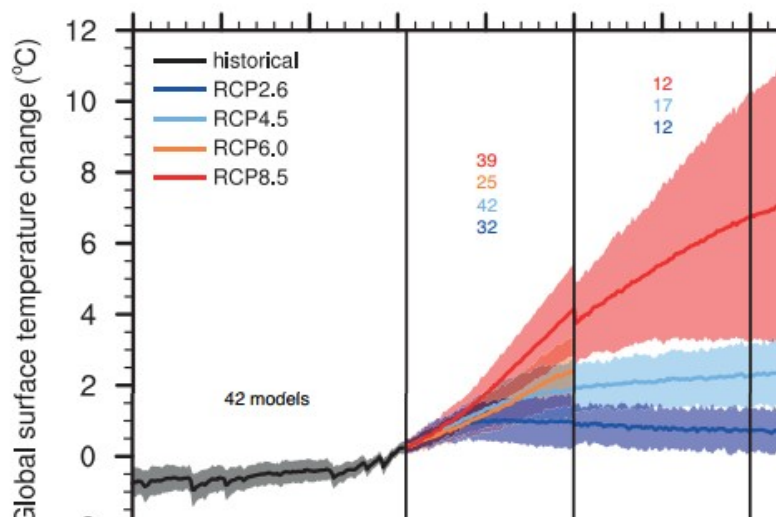 Global surface temperature change (°C)
12
10
8
6
4
2
0
historical
RCP2.6
RCP4.5
RCP6.0
RCP8.5
42 models
39
25
42
32
12
17
12